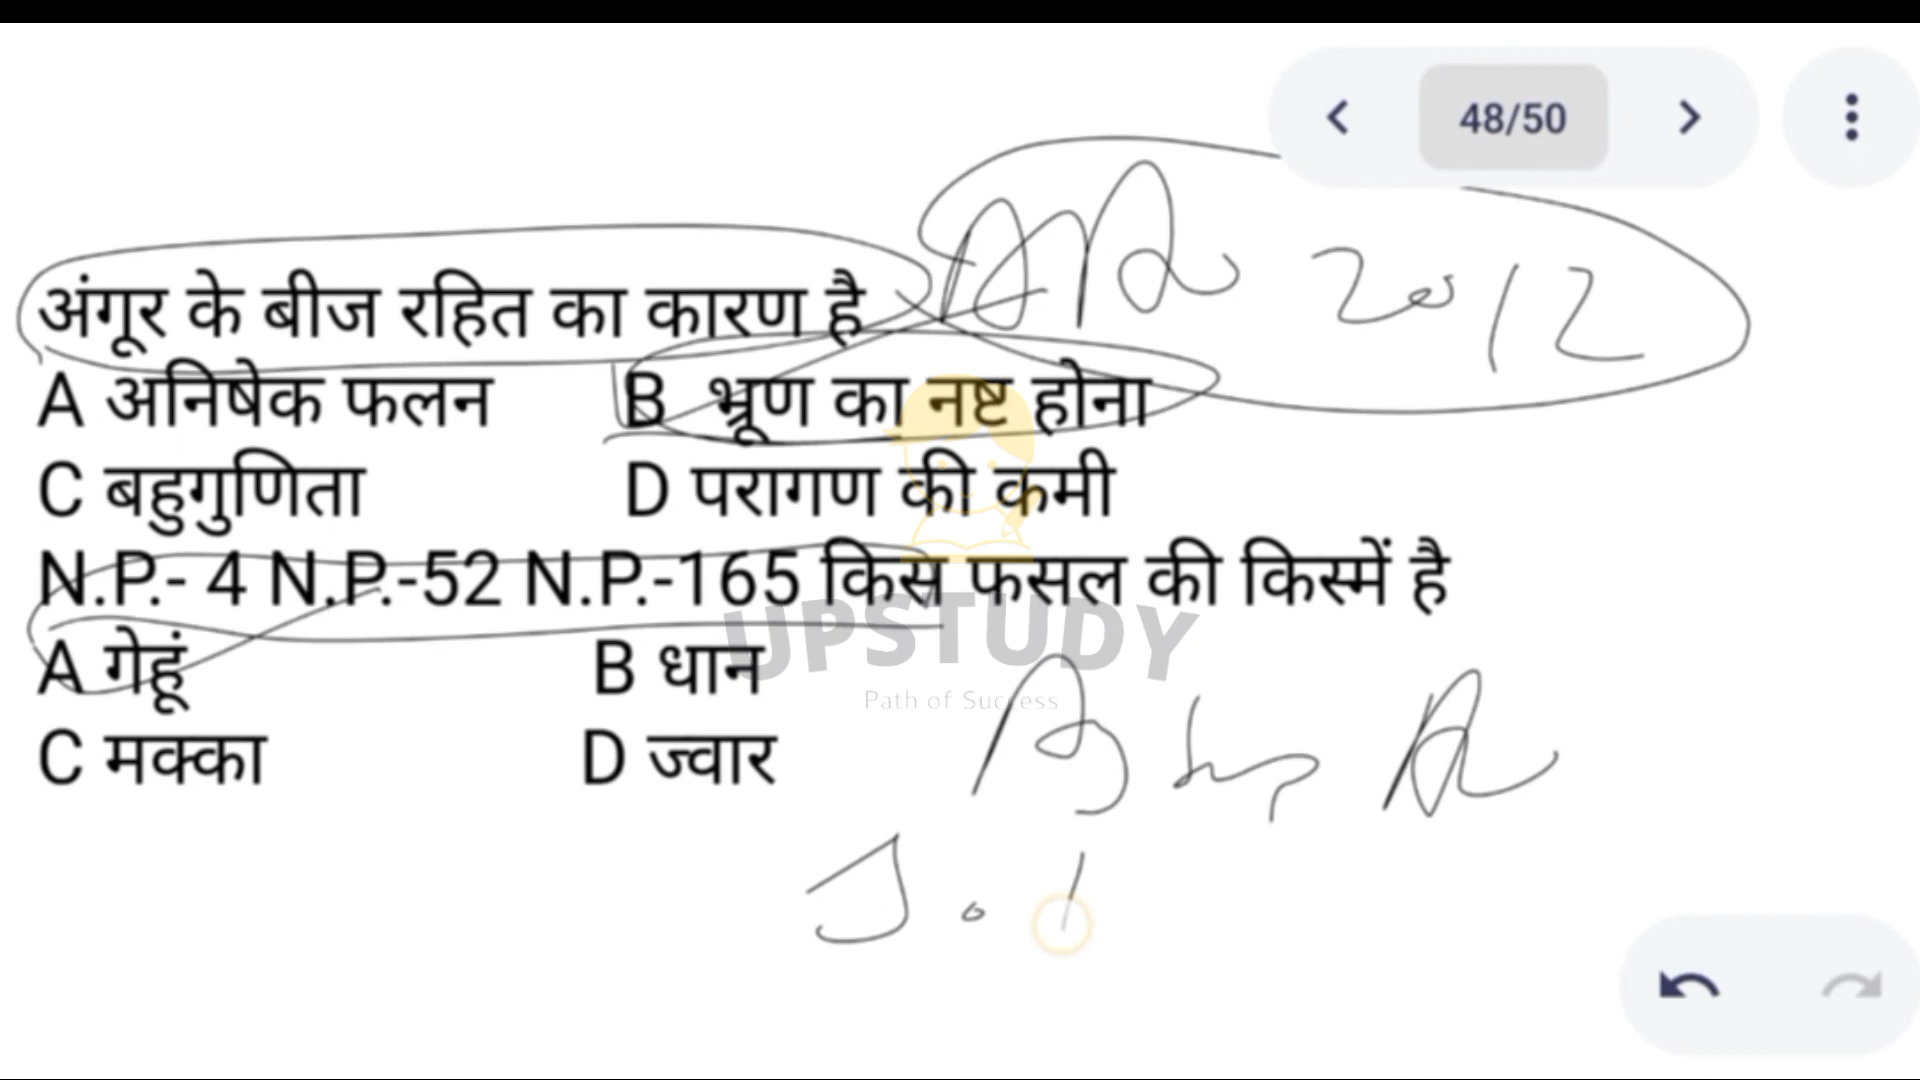 48/50
2012
अंगूर के बीज रहित का कारण है
A अनिषेक फलन B भ्रूण का नष्ट होना
C बहुगुणिता D परागण की कमी
N.P.- 4 N.P.-52 N.P.-165 किस फसल की किस्में है
UPSTUDY
A गेहूं B धान
Path of Success
C मक्का D ज्वार